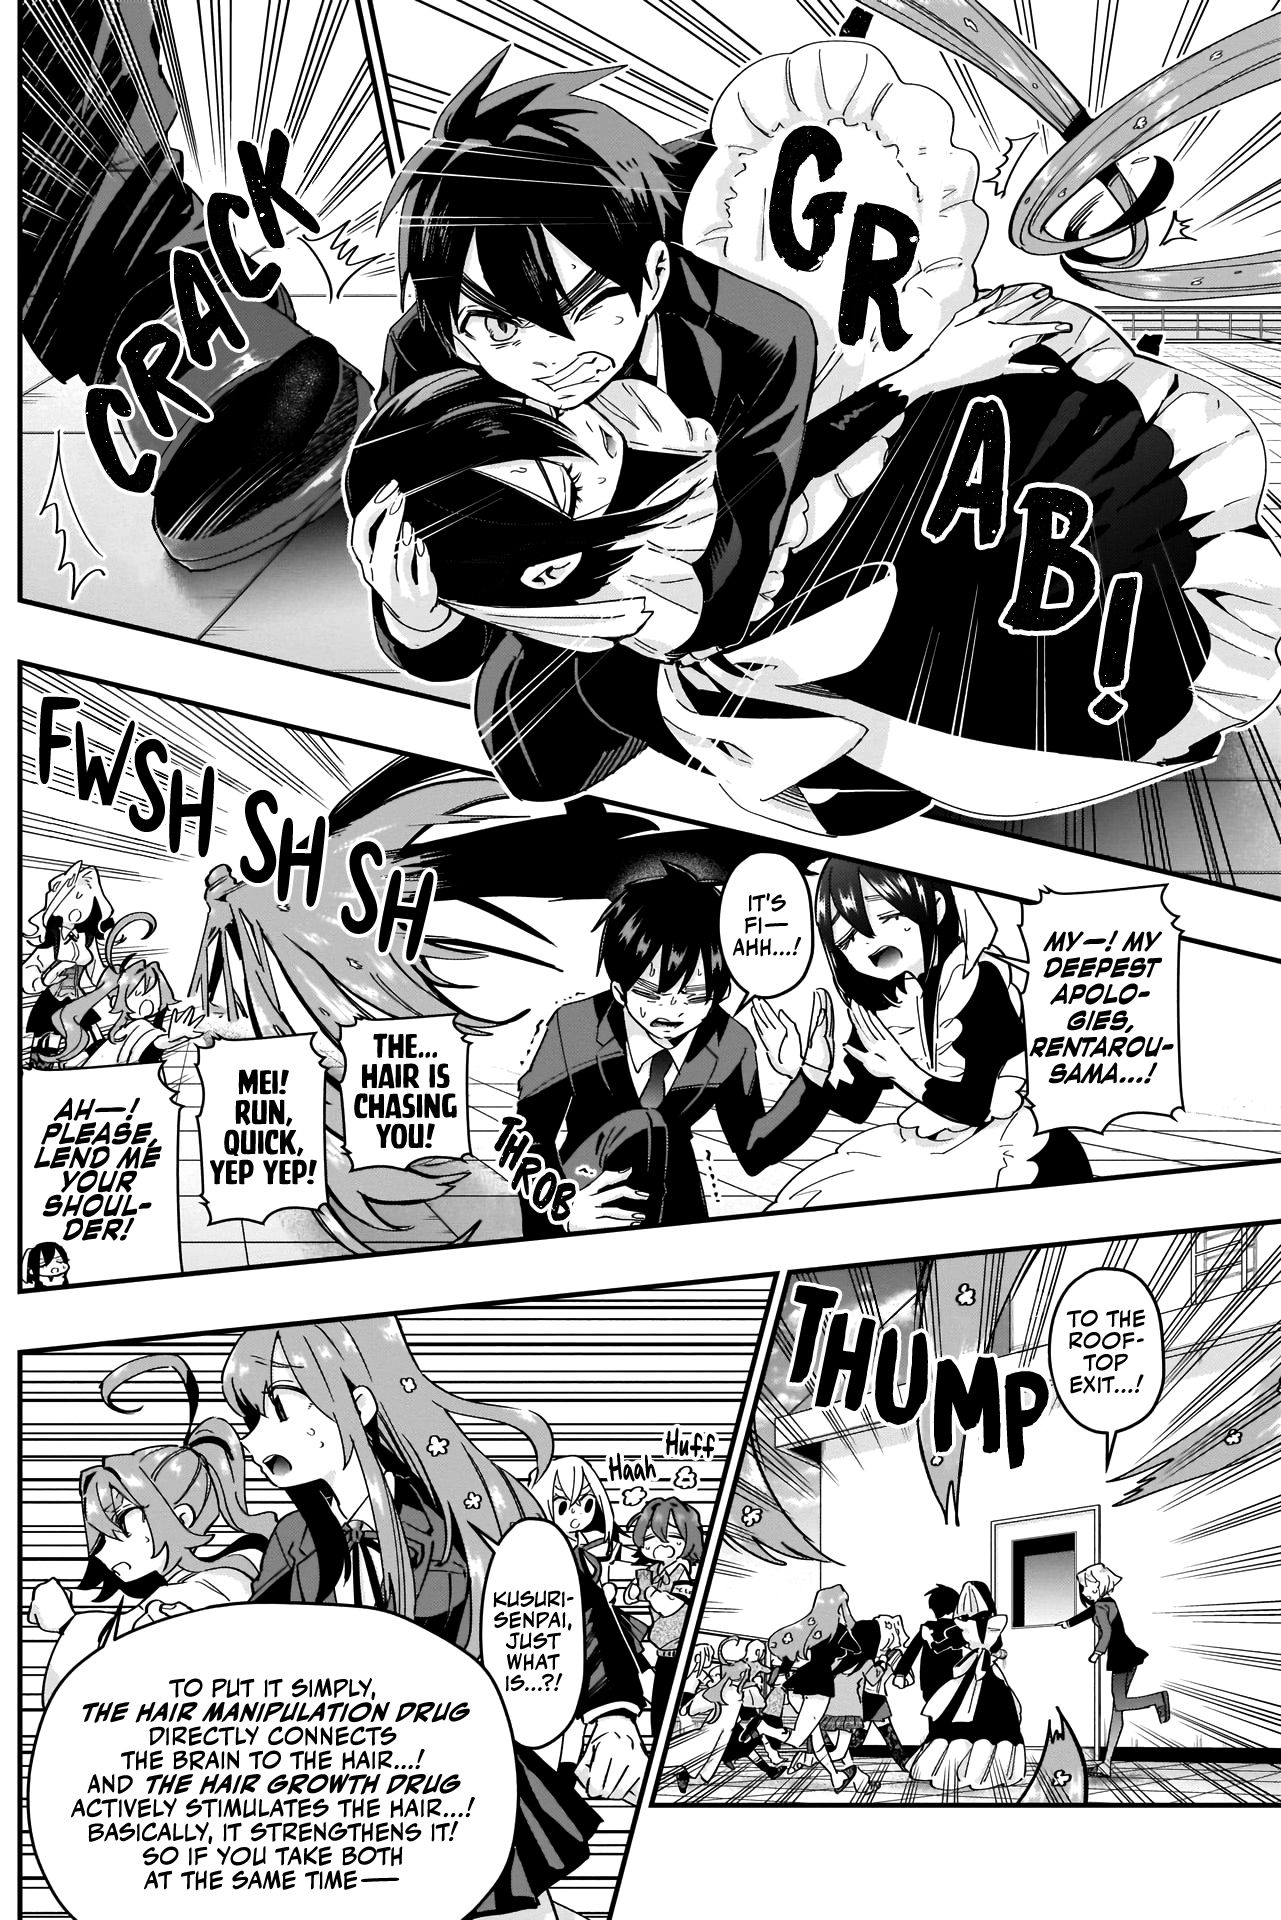 CRACK
GR
AB!
FWSH SH SH
MY—! MY
DEEPEST
APOLO-
GIES,
RENTAROU-
SAMA...!
IT'S
FI—
AHH...!
THROB
THE...
HAIR IS
CHASING
YOU!
MEI!
RUN,
QUICK,
YEP YEP!
AH—!
PLEASE,
LEND ME
YOUR
SHOUL-
DER!
TO THE
ROOF-
TOP
EXIT...!
THUMP
Huff
Haah
KUSURI-
SENPAI,
JUST
WHAT
IS...?!
TO PUT IT SIMPLY,
THE HAIR MANIPULATION DRUG
DIRECTLY CONNECTS
THE BRAIN TO THE HAIR...!
AND THE HAIR GROWTH DRUG
ACTIVELY STIMULATES THE HAIR...!
BASICALLY, IT STRENGTHENS IT!
SO IF YOU TAKE BOTH
AT THE SAME TIME—